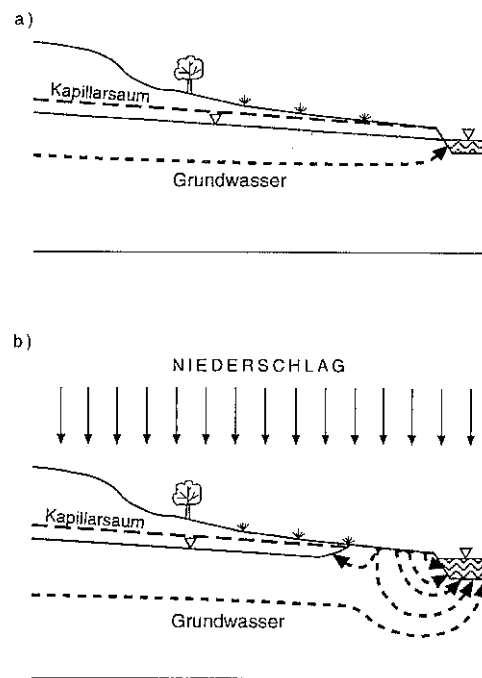 a)
Kapillarsaum
Grundwasser
b)
NIEDERSCHLAG
Kapillarsaum
Grundwasser